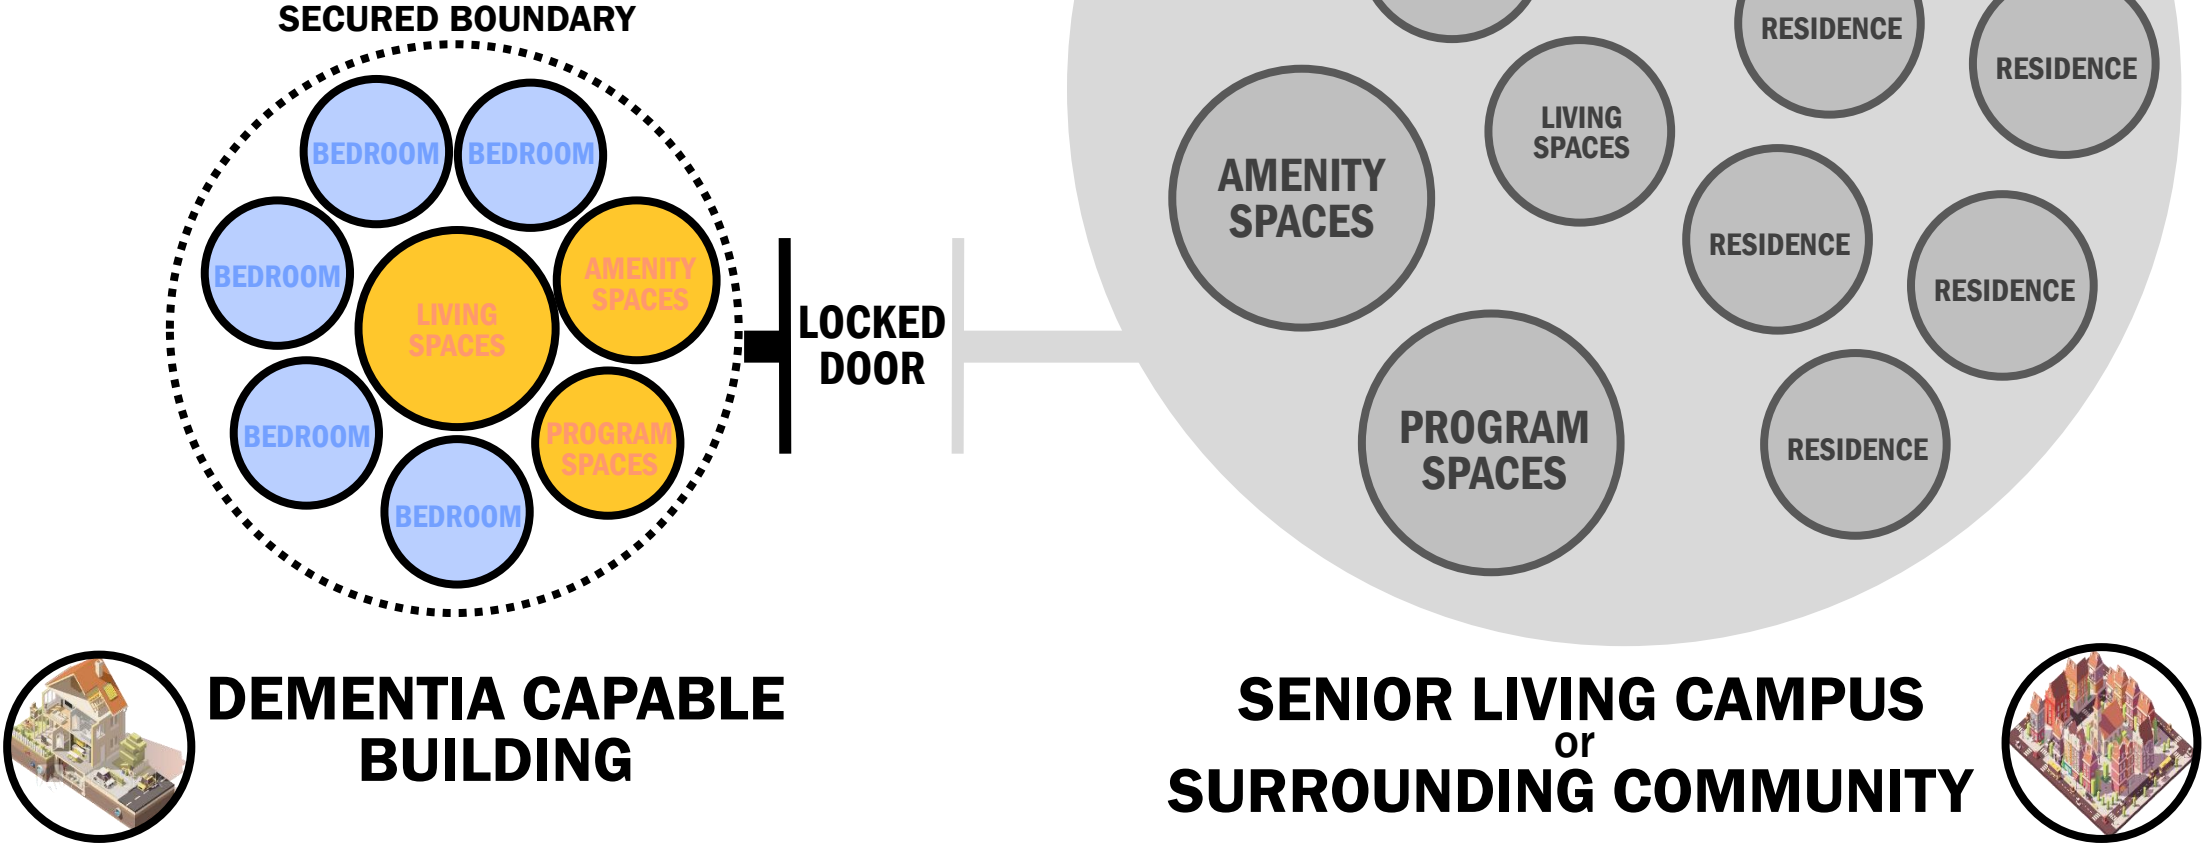 SECURED BOUNDARY
BEDROOM
BEDROOM
BEDROOM
AMENITY
SPACES
LIVING
SPACES
BEDROOM
PROGRAM
SPACES
BEDROOM
LOCKED
DOOR
RESIDENCE
RESIDENCE
LIVING
SPACES
AMENITY
SPACES
RESIDENCE
RESIDENCE
PROGRAM
SPACES
RESIDENCE
DEMENTIA CAPABLE
BUILDING
SENIOR LIVING CAMPUS
or
SURROUNDING COMMUNITY